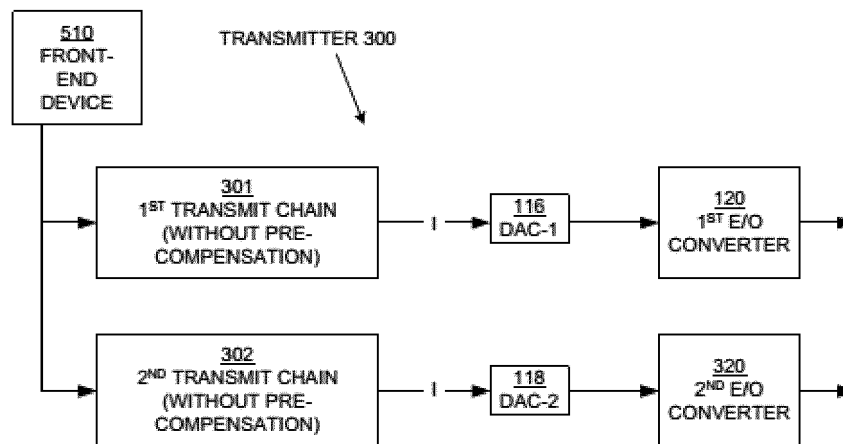 510
FRONT-
END
DEVICE
TRANSMITTER 300
301
1ST TRANSMIT CHAIN
(WITHOUT PRE-
COMPENSATION)
I
116
DAC-1
120
1ST E/O
CONVERTER
302
2ND TRANSMIT CHAIN
(WITHOUT PRE-
COMPENSATION)
I
118
DAC-2
320
2ND E/O
CONVERTER